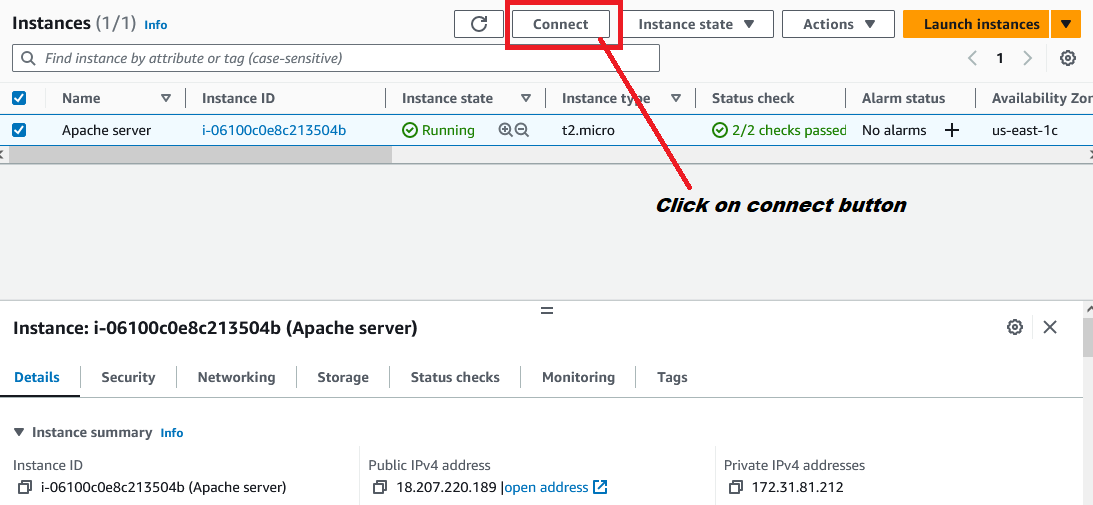 Instances (1/1) Info Connect Instance state Actions Launch instances
Find instance by attribute or tag (case-sensitive) 1
Name Instance ID Instance state Instance type Status check Alarm status Availability Zon
Apache server i-06100c0e8c213504b Running t2.micro 2/2 checks passed No alarms us-east-1c
Click on connect button
Instance: i-06100c0e8c213504b (Apache server)
Details Security Networking Storage Status checks Monitoring Tags
Instance summary Info
Instance ID Public IPv4 address Private IPv4 addresses
i-06100c0e8c213504b (Apache server) 18.207.220.189 |open address 172.31.81.212